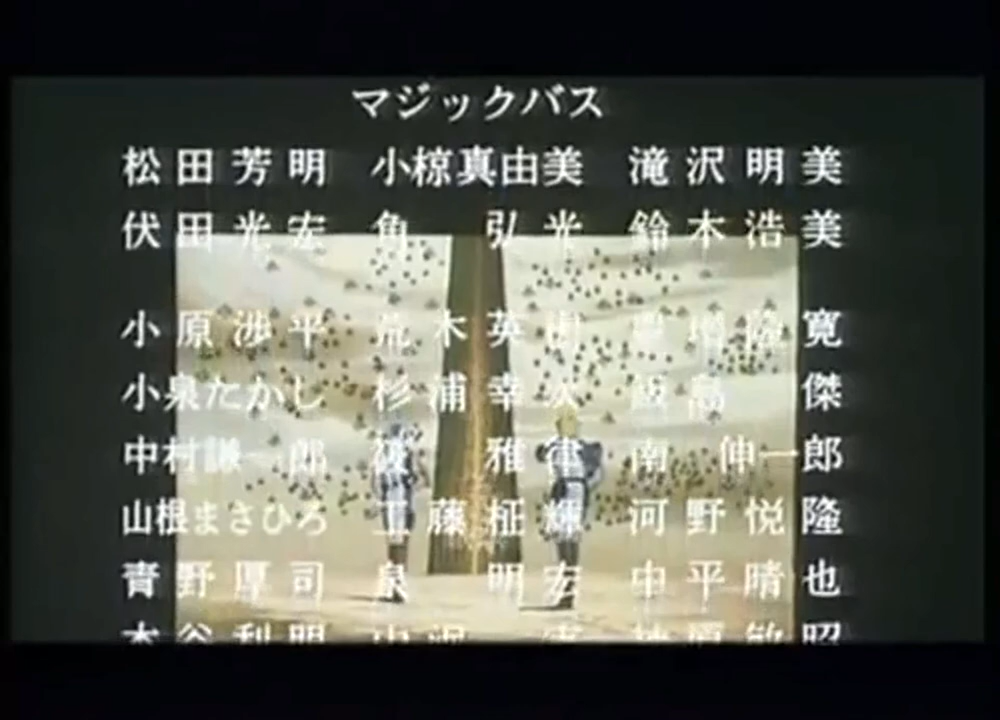 マジックバス
松田芳明 小椋真由美 滝沢明美
伏田光宏 角 弘光 鈴木浩美
小原渉平 荒木英樹 寛
小泉たかし 杉浦幸次 飯島 傑
中村謙一郎 雅律 南 伸一郎
山根まさひろ 工藤柾輝 河野悦隆
青野厚司 泉 明宏 中平晴也